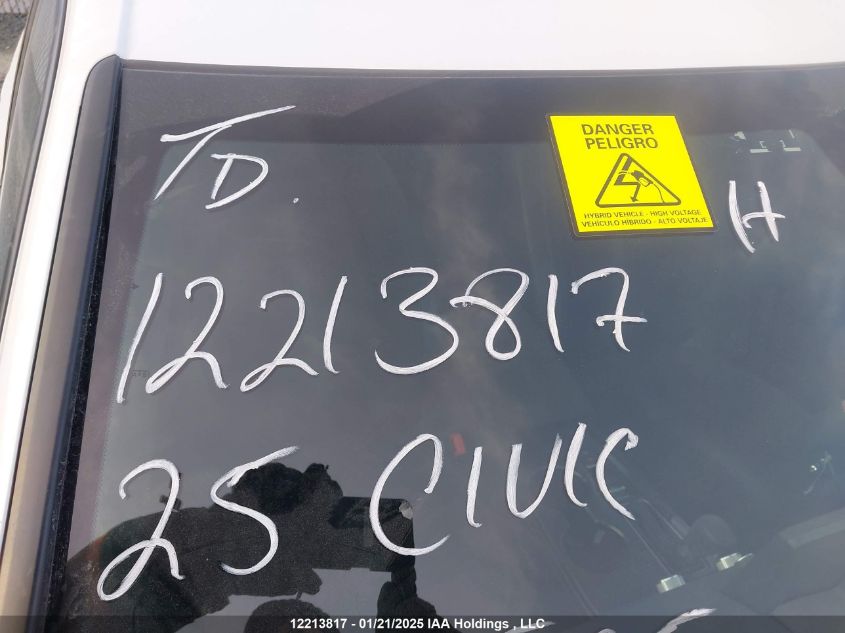 TD.
DANGER
PELIGRO
HYBRID VEHICLE - HIGH VOLTAGE
VEHÍCULO HÍBRIDO - ALTO VOLTAJE
H
12213817
25 CIVIC
12213817 - 01/21/2025 IAA Holdings , LLC